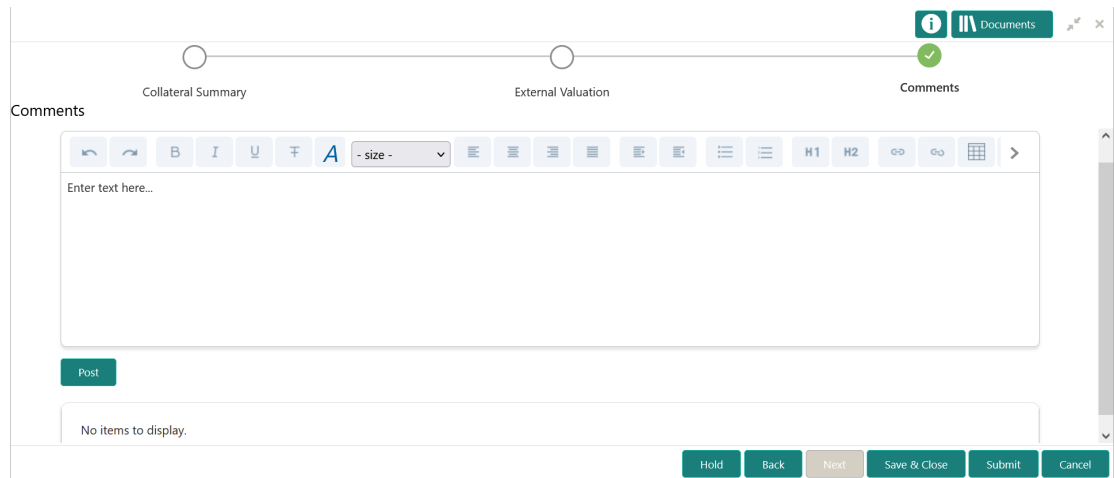 Documents
Collateral Summary
External Valuation
Comments
Comments
B I U T A - size - H1 H2
Enter text here...
Post
No items to display.
Hold Back Next Save & Close Submit Cancel